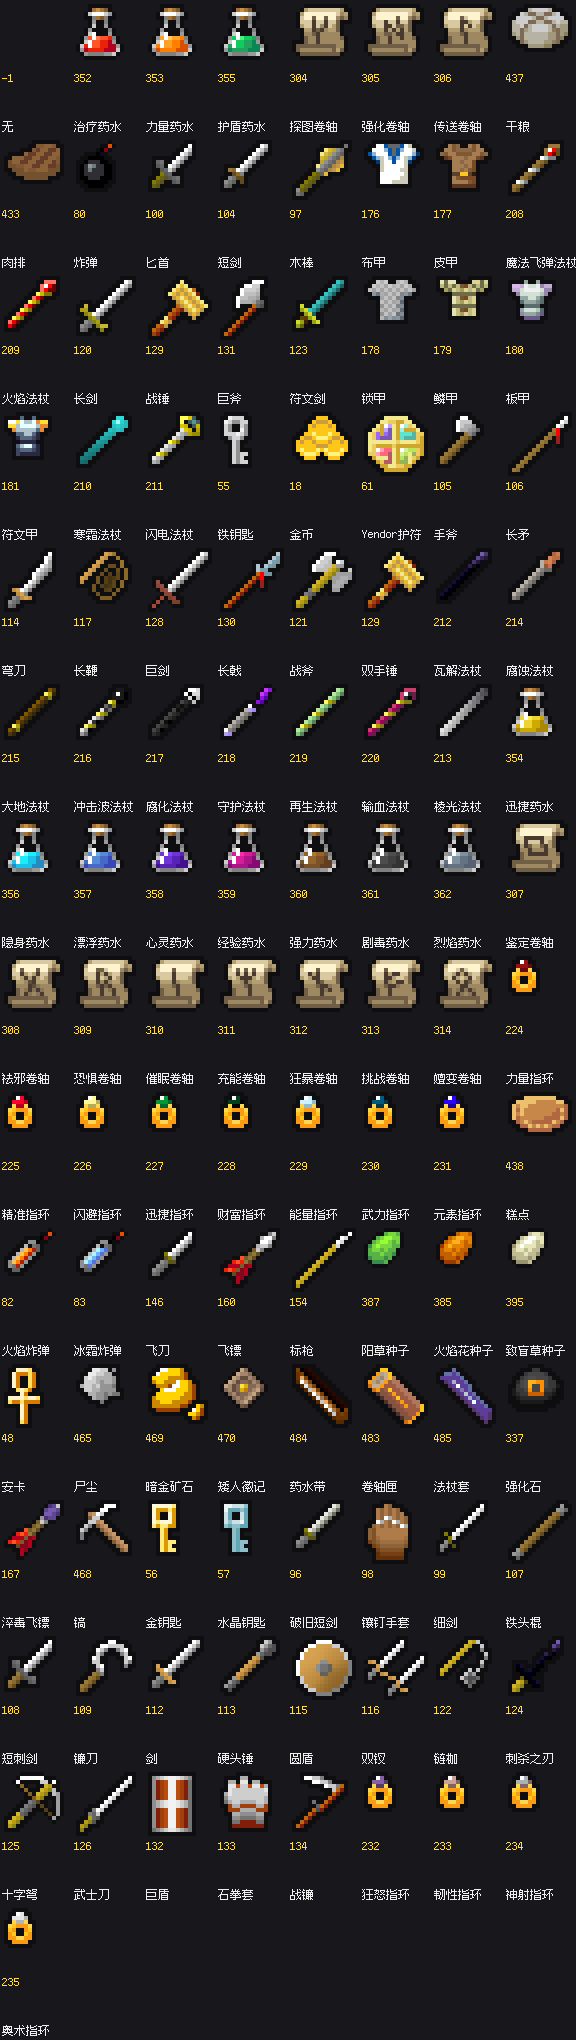 -1 352 353 355 304 305 306 437
无 治疗药水 力量药水 护盾药水 探图卷轴 强化卷轴 传送卷轴 干粮
433 80 100 104 97 176 177 208
肉排 炸弹 匕首 短剑 木棒 布甲 皮甲 魔法飞弹法杖
209 120 129 131 123 178 179 180
火焰法杖 长剑 战锤 巨斧 符文剑 锁甲 鳞甲 板甲
181 210 211 55 18 61 105 106
符文甲 寒霜法杖 闪电法杖 铁钥匙 金币 Yendor护符 手斧 长矛
114 117 128 130 121 129 212 214
弯刀 长鞭 巨剑 长戟 战斧 双手锤 瓦解法杖 腐蚀法杖
215 216 217 218 219 220 213 354
大地法杖 冲击波法杖 腐化法杖 守护法杖 再生法杖 输血法杖 棱光法杖 迅捷药水
356 357 358 359 360 361 362 307
隐身药水 漂浮药水 心灵药水 经验药水 强力药水 剧毒药水 烈焰药水 鉴定卷轴
308 309 310 311 312 313 314 224
祛邪卷轴 恐惧卷轴 催眠卷轴 充能卷轴 狂暴卷轴 挑战卷轴 嬗变卷轴 力量指环
225 226 227 228 229 230 231 438
精准指环 闪避指环 迅捷指环 财富指环 能量指环 武力指环 元素指环 糕点
82 83 146 160 154 387 385 395
火焰炸弹 冰霜炸弹 飞刀 飞镖 标枪 阳草种子 火焰花种子 致盲草种子
48 465 469 470 484 483 485 337
安卡 尸尘 暗金矿石 矮人徽记 药水带 卷轴匣 法杖套 强化石
167 468 56 57 96 98 99 107
淬毒飞镖 镐 金钥匙 水晶钥匙 破旧短剑 镶钉手套 细剑 铁头棍
108 109 112 113 115 116 122 124
短刺剑 镰刀 剑 硬头锤 圆盾 双钗 链枷 刺杀之刃
125 126 132 133 134 232 233 234
十字弩 武士刀 巨盾 石拳套 战镰 狂怒指环 韧性指环 神射指环
235
奥术指环